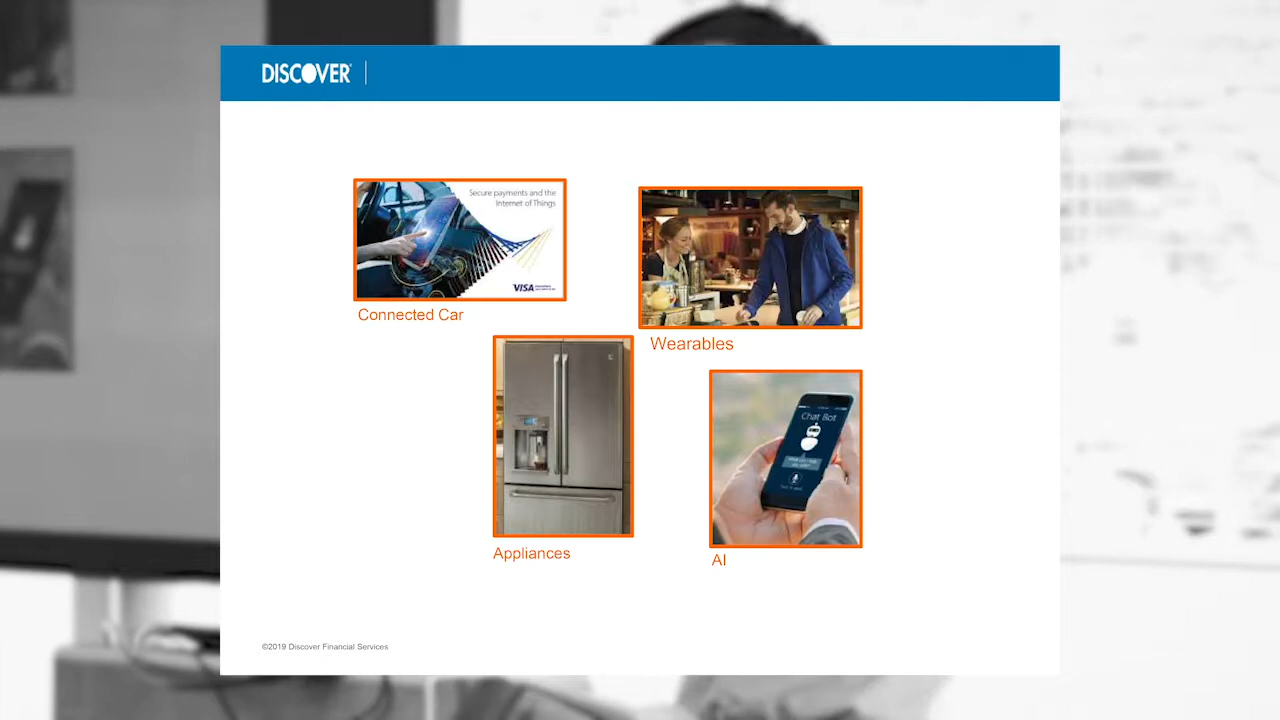 DISCOVER
Secure payments and the
Internet of Things
VISA
Connected Car
Wearables
Chat Bot
Appliances
AI
©2019 Discover Financial Services